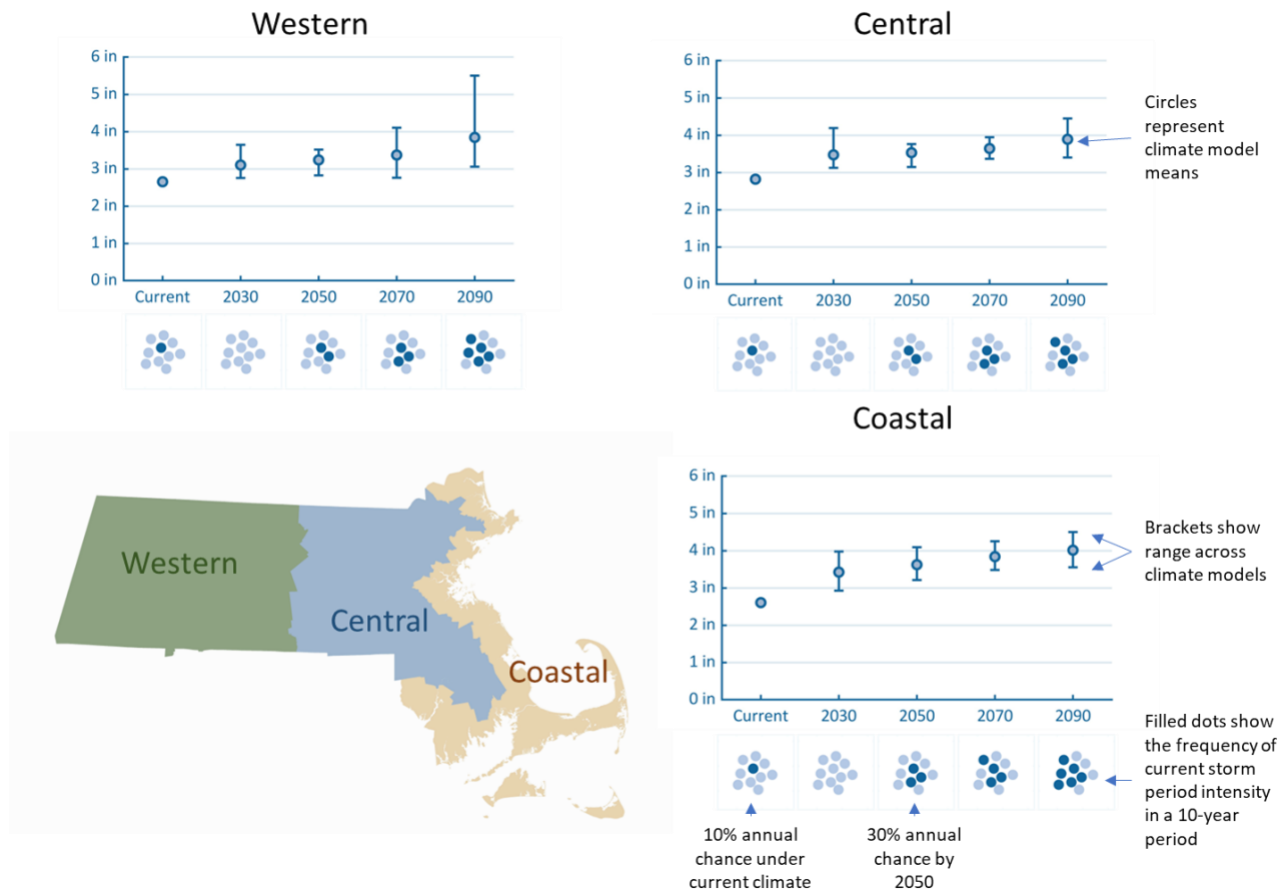 Western
6 in
5 in
4 in
3 in
2 in
1 in
0 in
Current 2030 2050 2070 2090
Central
6 in
5 in
4 in
3 in
2 in
1 in
0 in
Current 2030 2050 2070 2090
Circles
represent
climate model
means
Western
Central
Coastal
Coastal
6 in
5 in
4 in
3 in
2 in
1 in
0 in
Current 2030 2050 2070 2090
Brackets show
range across
climate models
Filled dots show
the frequency of
current storm
period intensity
in a 10-year
period
10% annual
chance under
current climate
30% annual
chance by
2050